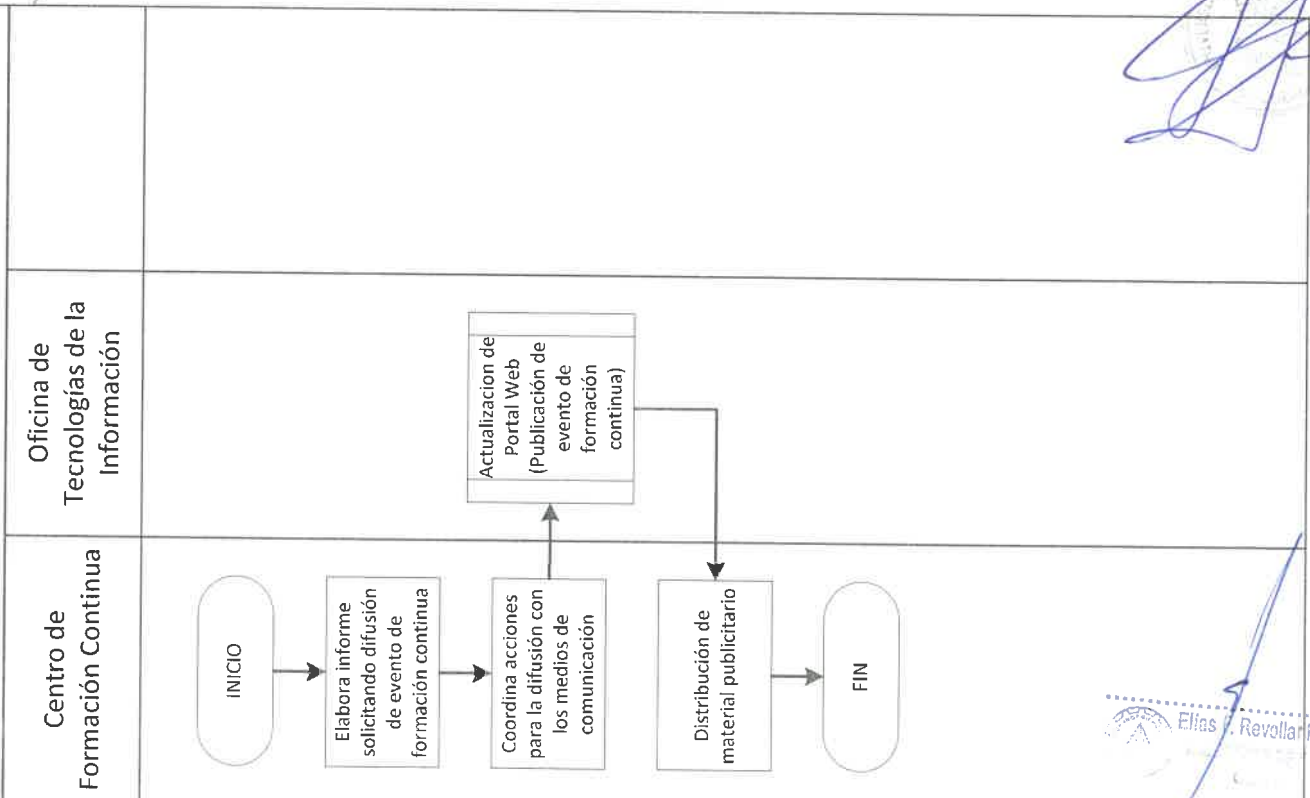 Centro de
Formación Continua
Oficina de
Tecnologías de la
Información
INICIO
Elabora informe
solicitando difusión
de evento de
formación continua
Coordina acciones
para la difusión con
los medios de
comunicación
Actualizacion de
Portal Web
(Publicación de
evento de
formación
continua)
Distribución de
material publicitario
FIN
Elías
Revollar